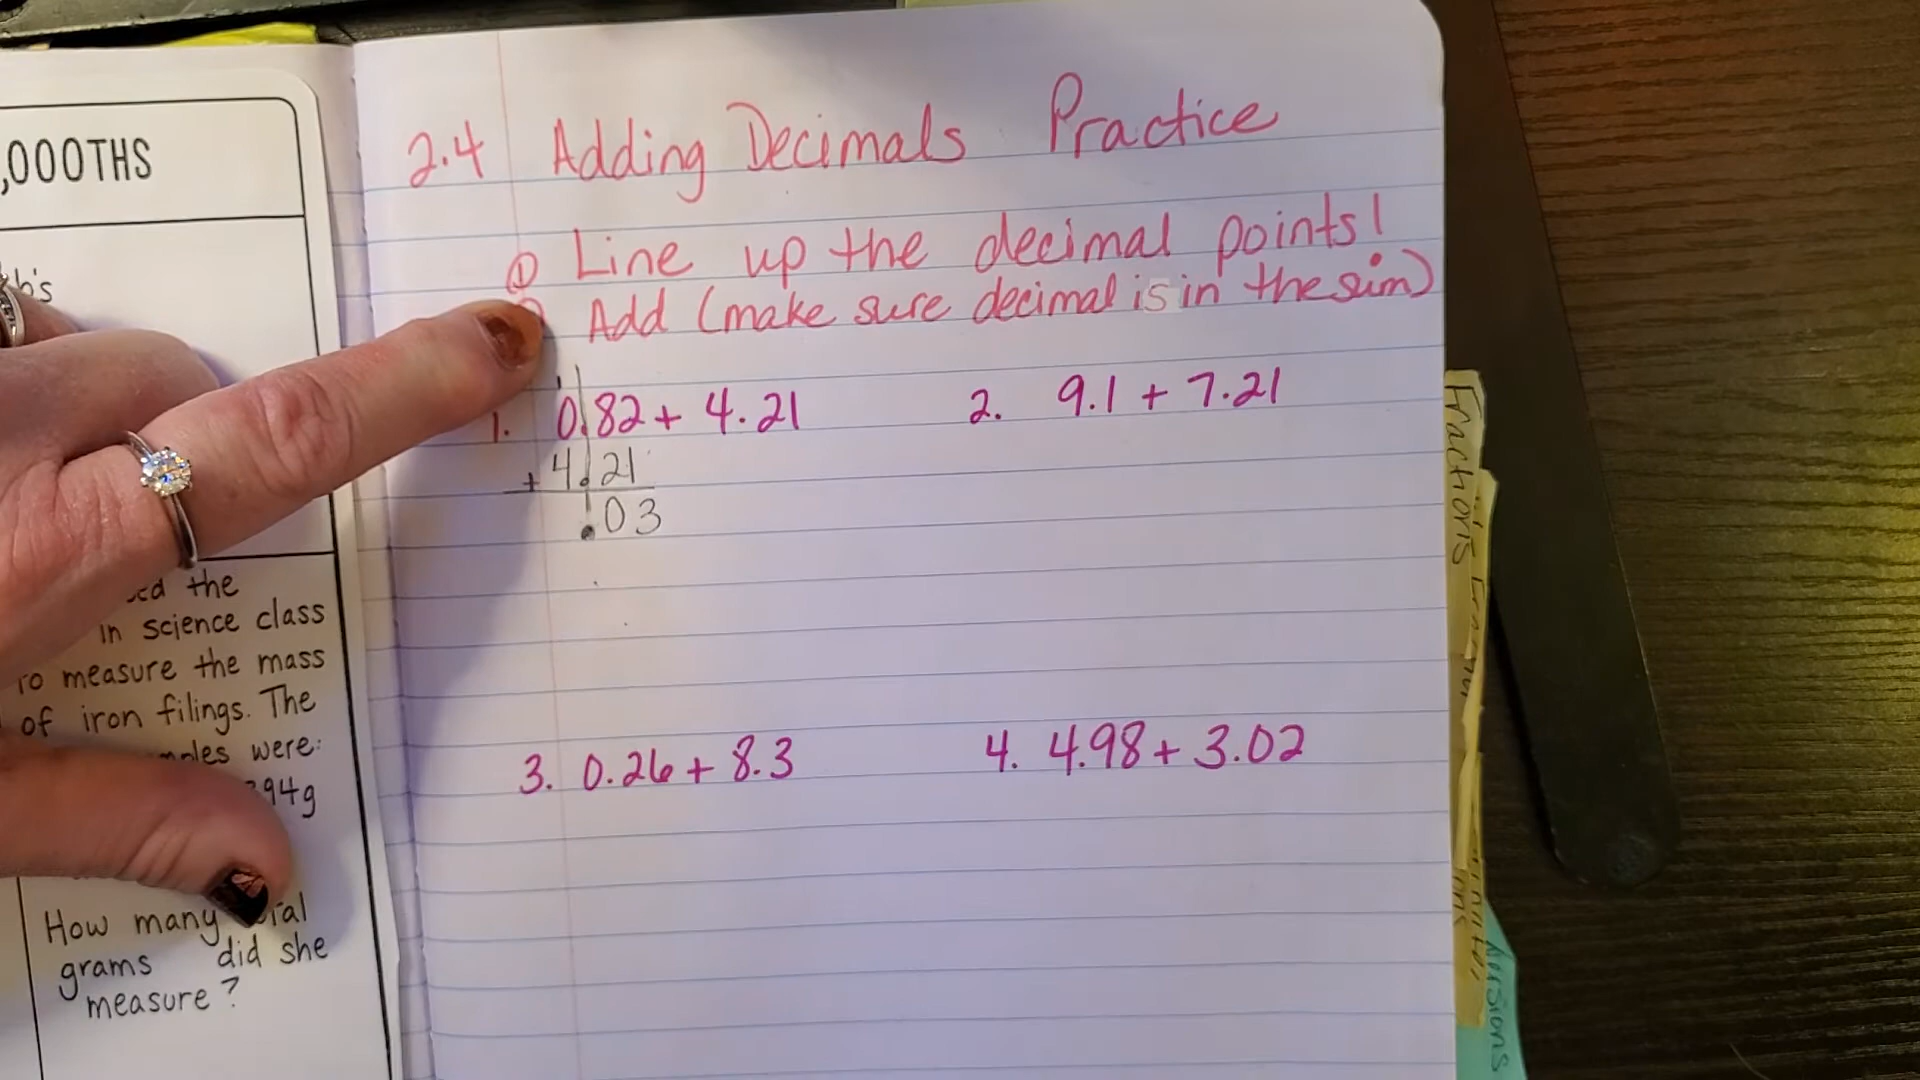 ,000THS
b's
the
In science class
to measure the mass
of iron filings. The
were:
94g
How many
grams did she
measure?
2.4 Adding Decimals Practice
① Line up the decimal points!
Add (make sure decimal is in the sum)
1. 0.82 + 4.21
+ 4.21
.03
2. 9.1 + 7.21
3. 0.26 + 8.3
4. 4.98 + 3.02
Fractions